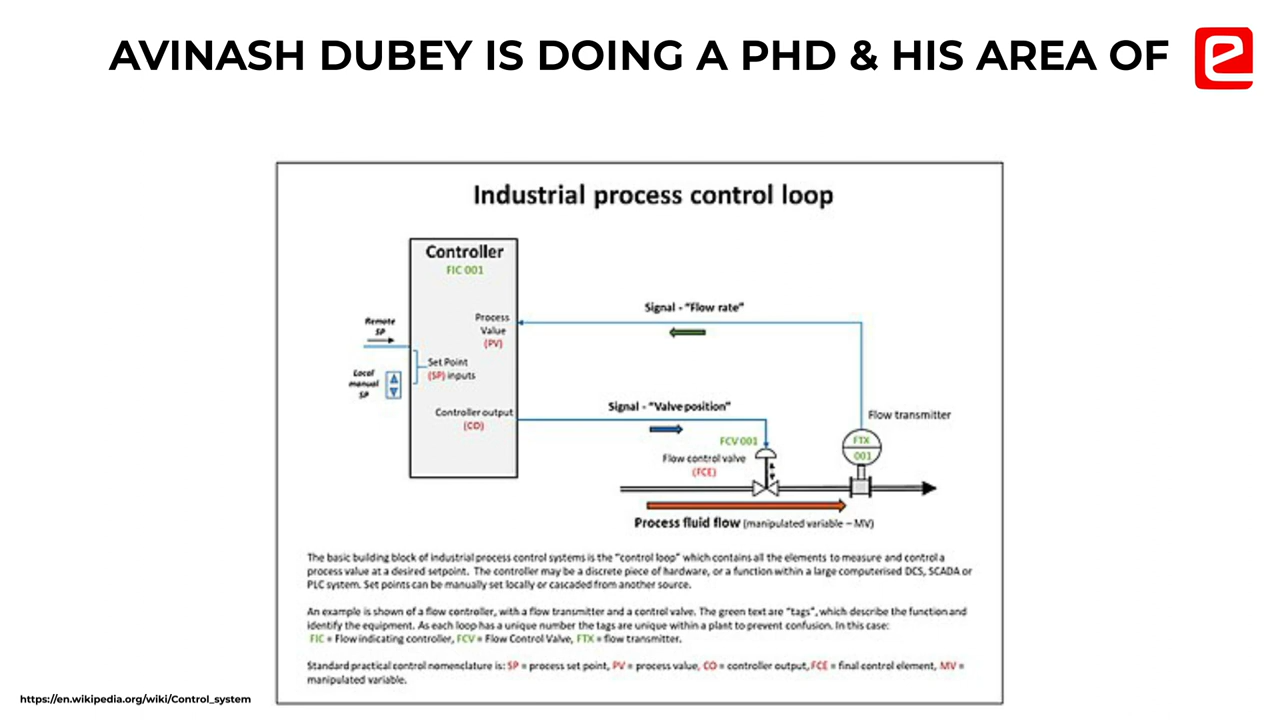 AVINASH DUBEY IS DOING A PHD & HIS AREA OF
e
Industrial process control loop
Controller
FIC 001
Signal - "Flow rate"
Process
Value
(PV)
Remote
SP
Set Point
(SP) inputs
Local
manual
SP
Signal - "Valve position"
Controller output
(CO)
Flow transmitter
FCV 001
FTX
001
Flow control valve
(FCE)
Process fluid flow (manipulated variable – MV)
The basic building block of industrial process control systems is the "control loop" which contains all the elements to measure and control a
process value at a desired setpoint. The controller may be a discrete piece of hardware, or a function within a large computerised DCS, SCADA or
PLC system. Set points can be manually set locally or cascaded from another source.
An example is shown of a flow controller, with a flow transmitter and a control valve. The green text are "tags", which describe the function and
identify the equipment. As each loop has a unique number the tags are unique within a plant to prevent confusion. In this case:
FIC = Flow indicating controller, FCV = Flow Control Valve, FTX = flow transmitter.
Standard practical control nomenclature is: SP = process set point, PV = process value, CO = controller output, FCE = final control element, MV =
manipulated variable.
https://en.wikipedia.org/wiki/Control_system